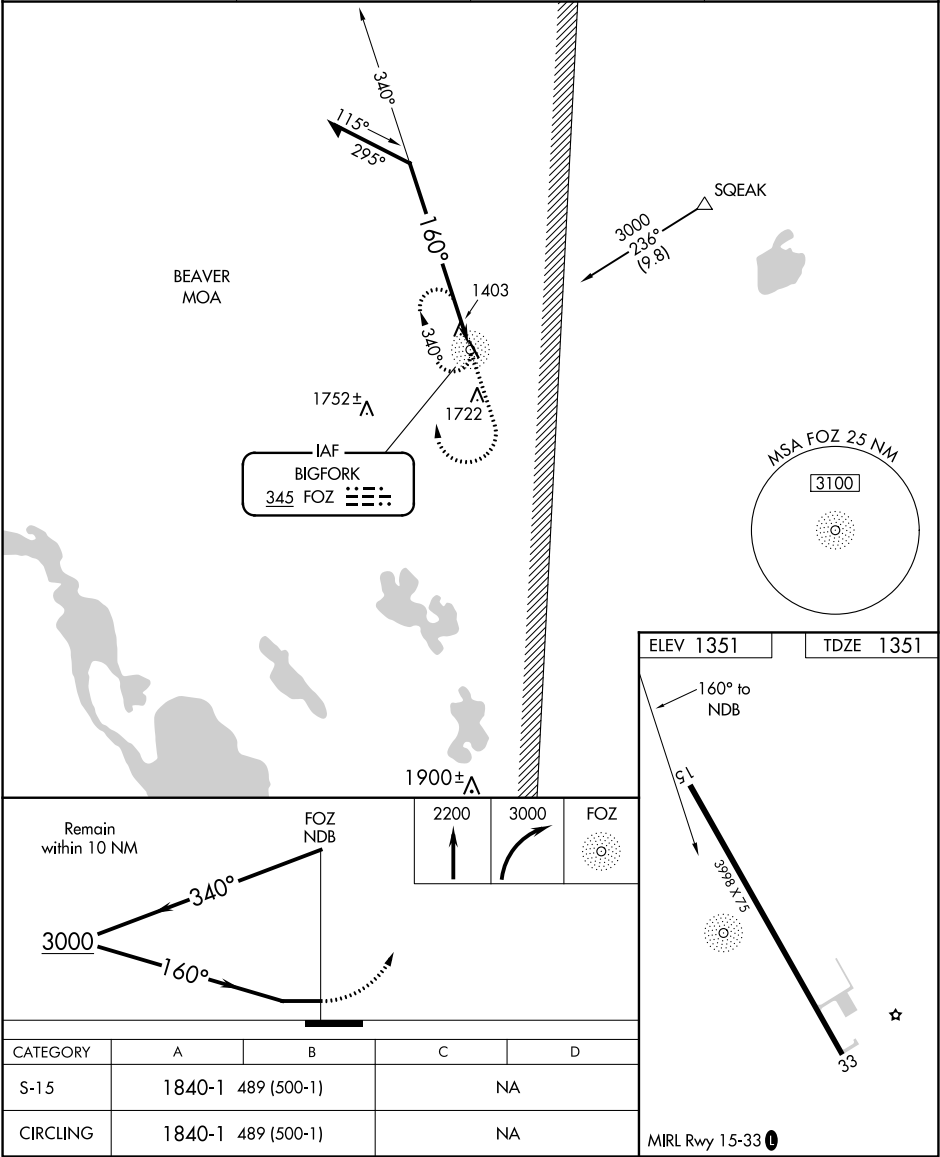 340°
115°
295°
160°
SQEAK
3000
236°
(9.8)
BEAVER
MOA
1403
340°
1752±
1722
IAF
BIGFORK
345 FOZ
MSA FOZ 25 NM
3100
1900±
ELEV 1351
TDZE 1351
160° to
NDB
15
3998 X 75
33
MIRL Rwy 15-33 L
Remain
within 10 NM
FOZ
NDB
2200
3000
FOZ
340°
3000
160°
CATEGORY A B C D
S-15 1840-1 489 (500-1) NA
CIRCLING 1840-1 489 (500-1) NA